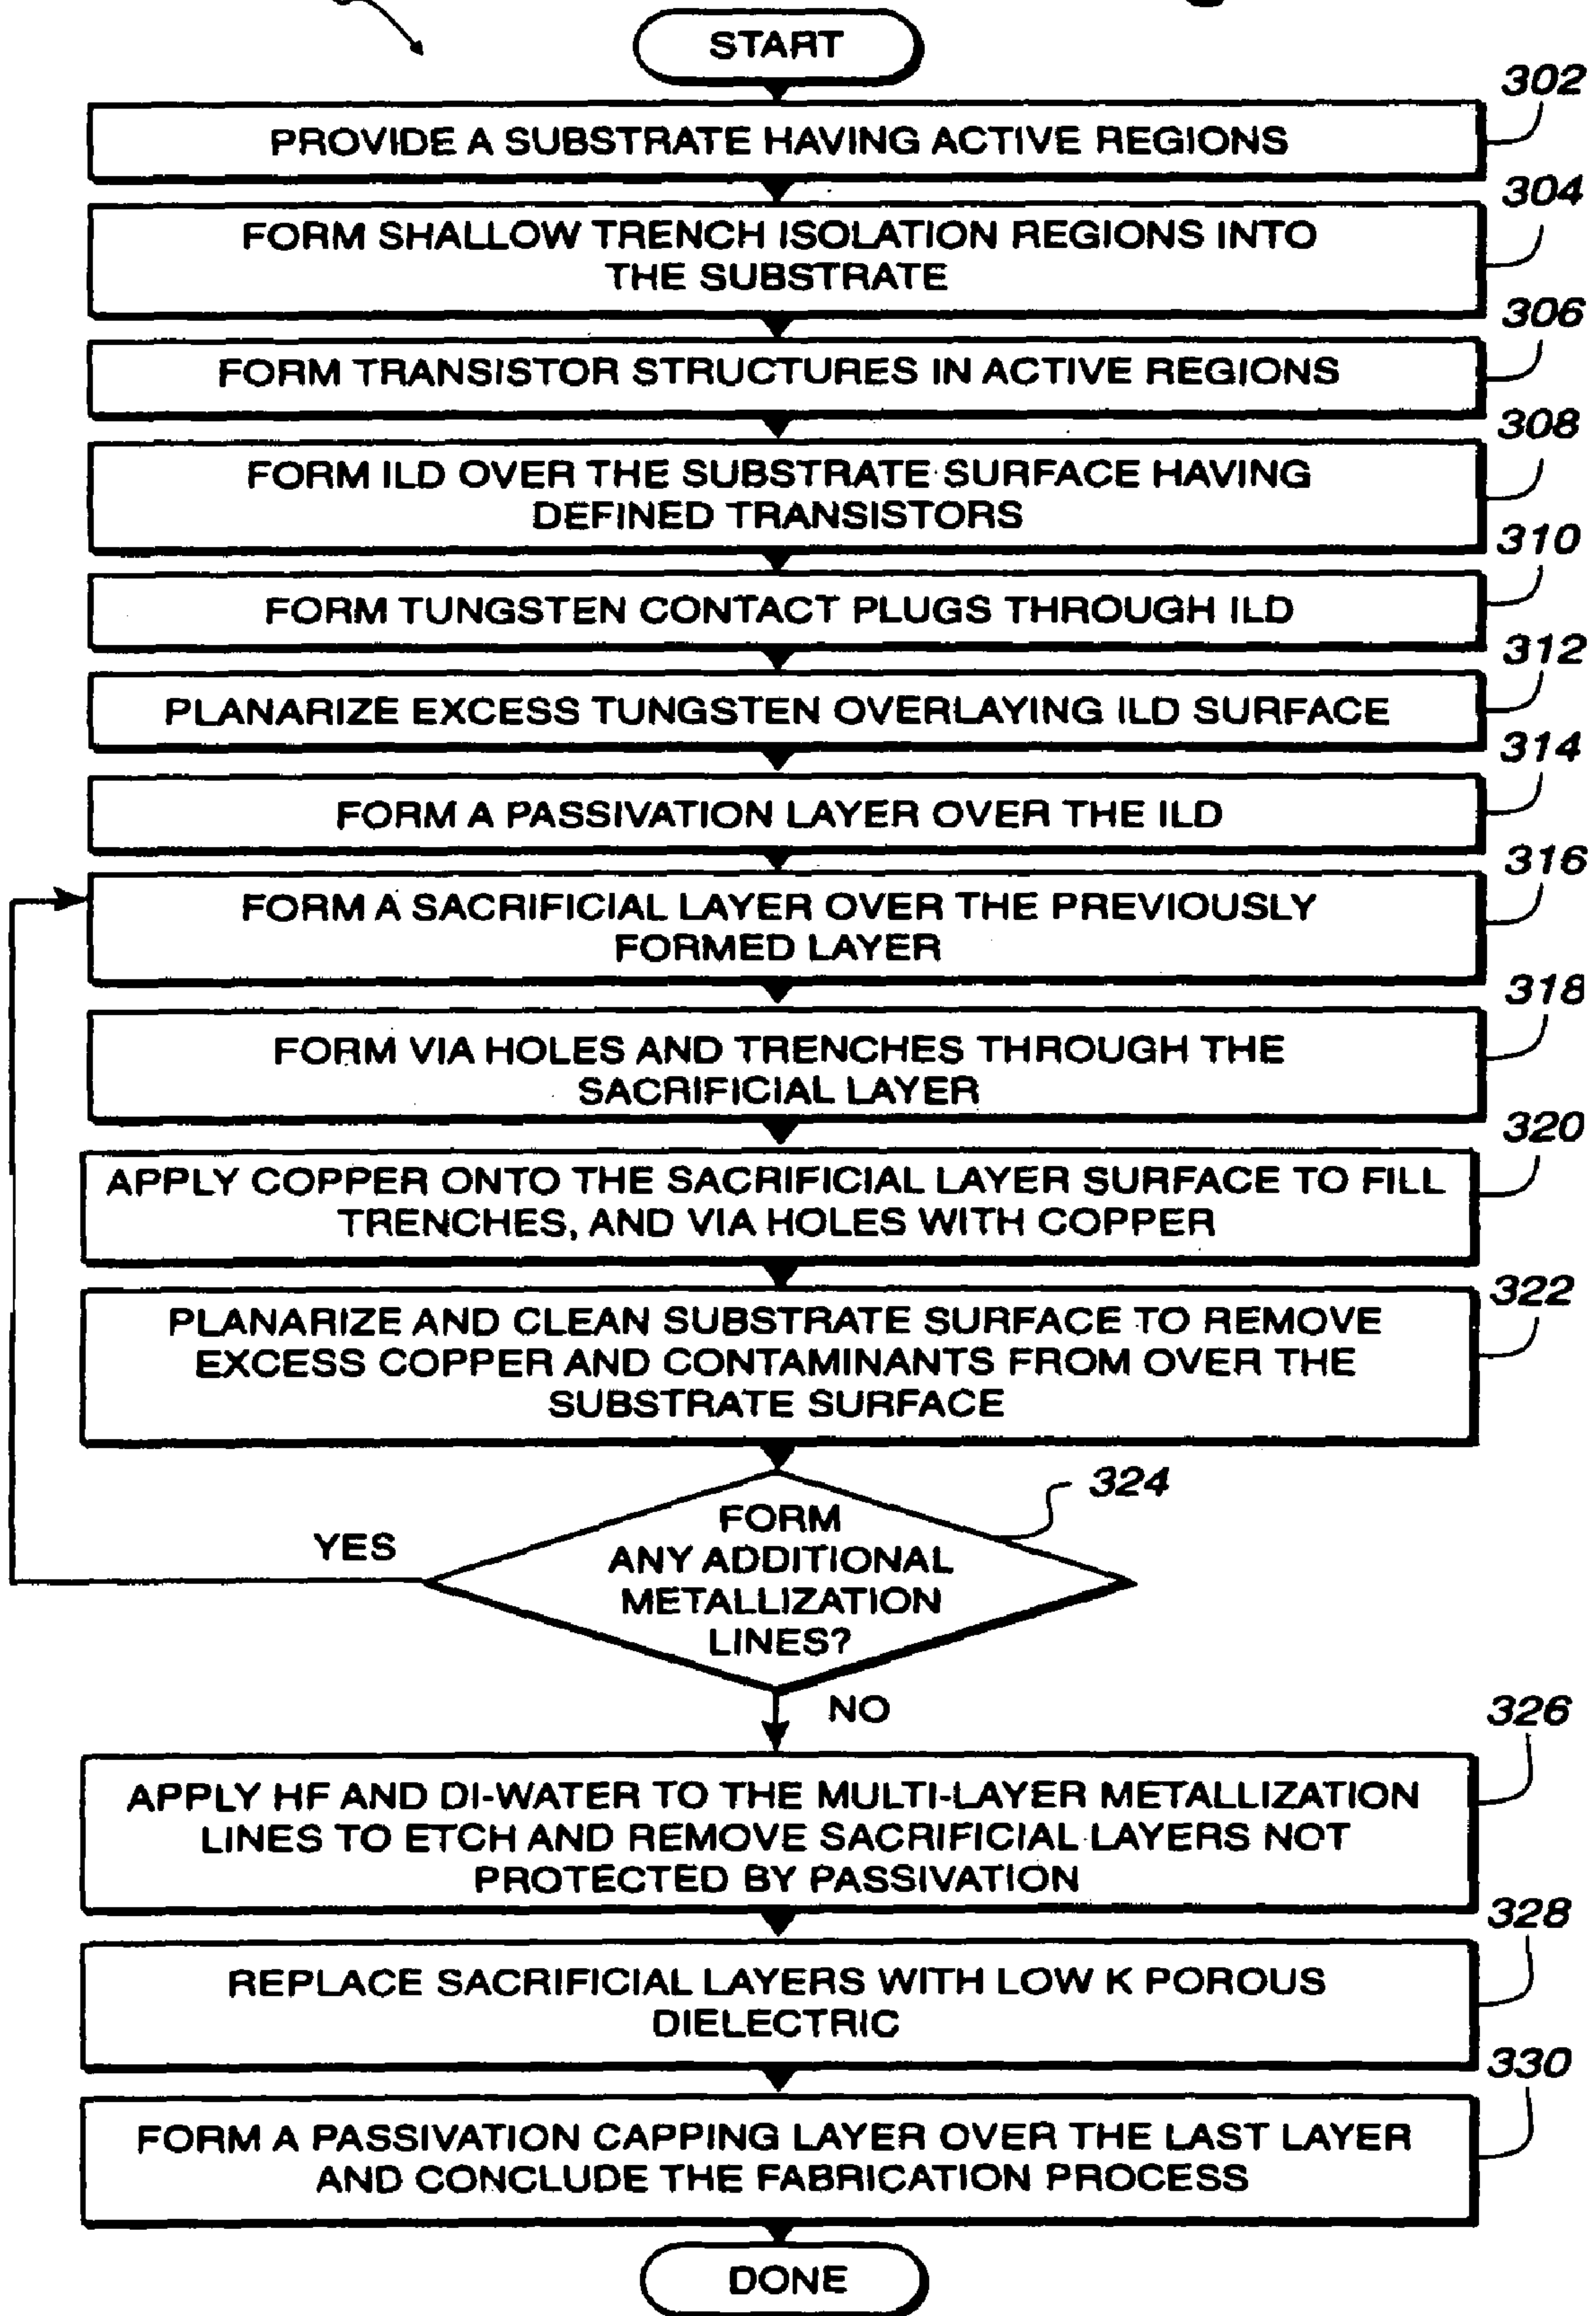 START
302
PROVIDE A SUBSTRATE HAVING ACTIVE REGIONS
304
FORM SHALLOW TRENCH ISOLATION REGIONS INTO
THE SUBSTRATE
306
FORM TRANSISTOR STRUCTURES IN ACTIVE REGIONS
308
FORM ILD OVER THE SUBSTRATE SURFACE HAVING
DEFINED TRANSISTORS
310
FORM TUNGSTEN CONTACT PLUGS THROUGH ILD
312
PLANARIZE EXCESS TUNGSTEN OVERLAYING ILD SURFACE
314
FORM A PASSIVATION LAYER OVER THE ILD
316
FORM A SACRIFICIAL LAYER OVER THE PREVIOUSLY
FORMED LAYER
318
FORM VIA HOLES AND TRENCHES THROUGH THE
SACRIFICIAL LAYER
320
APPLY COPPER ONTO THE SACRIFICIAL LAYER SURFACE TO FILL
TRENCHES, AND VIA HOLES WITH COPPER
322
PLANARIZE AND CLEAN SUBSTRATE SURFACE TO REMOVE
EXCESS COPPER AND CONTAMINANTS FROM OVER THE
SUBSTRATE SURFACE
324
FORM
ANY ADDITIONAL
METALLIZATION
LINES?
YES
NO
326
APPLY HF AND DI-WATER TO THE MULTI-LAYER METALLIZATION
LINES TO ETCH AND REMOVE SACRIFICIAL LAYERS NOT
PROTECTED BY PASSIVATION
328
REPLACE SACRIFICIAL LAYERS WITH LOW K POROUS
DIELECTRIC
330
FORM A PASSIVATION CAPPING LAYER OVER THE LAST LAYER
AND CONCLUDE THE FABRICATION PROCESS
DONE